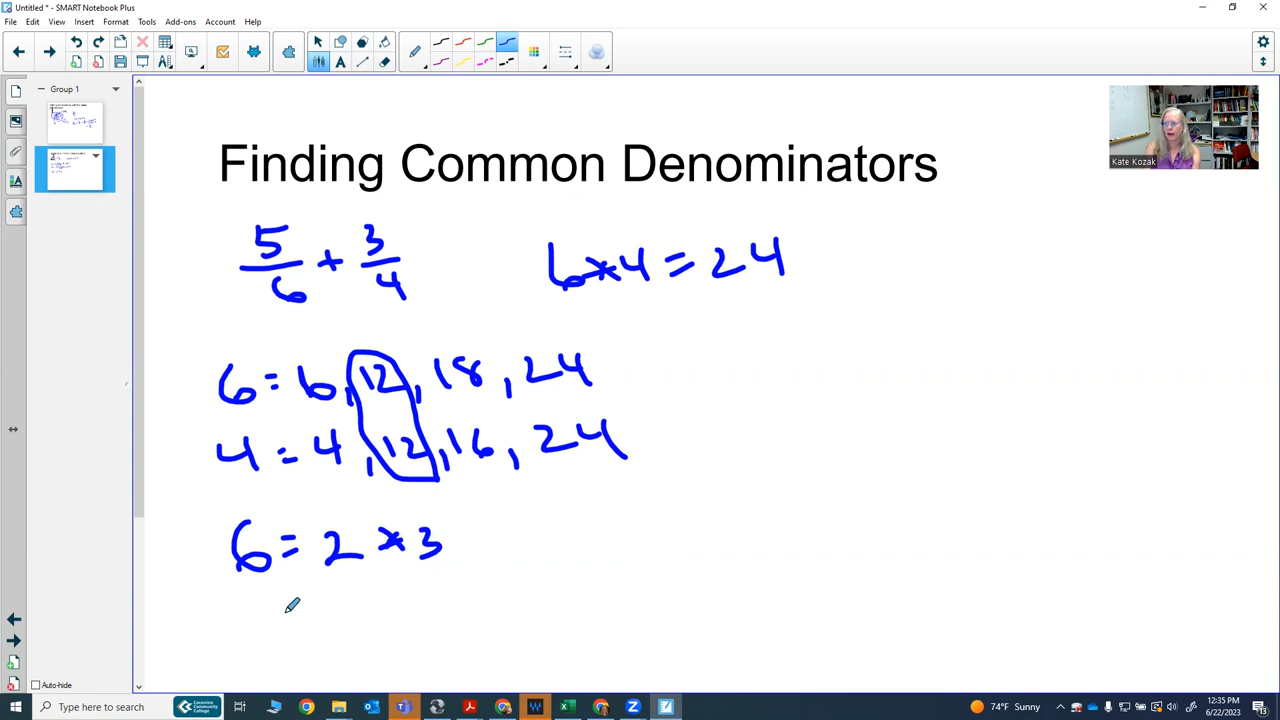 Untitled * - SMART Notebook Plus
File Edit View Insert Format Tools Add-ons Account Help
Group 1
Kate Kozak
Finding Common Denominators
5/6 + 3/4
6*4=24
6=6,12,18,24
4=4,12,16,24
6=2*3
Auto-hide
Type here to search
74°F Sunny
12:35 PM
6/22/2023